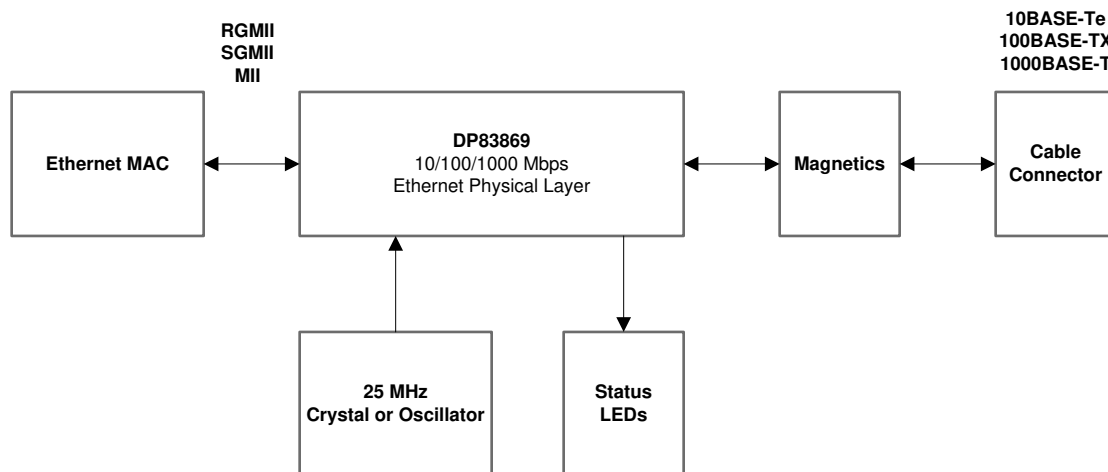 RGMII
SGMII
MII
10BASE-Te
100BASE-TX
1000BASE-T
Ethernet MAC
DP83869
10/100/1000 Mbps
Ethernet Physical Layer
Magnetics
Cable
Connector
25 MHz
Crystal or Oscillator
Status
LEDs